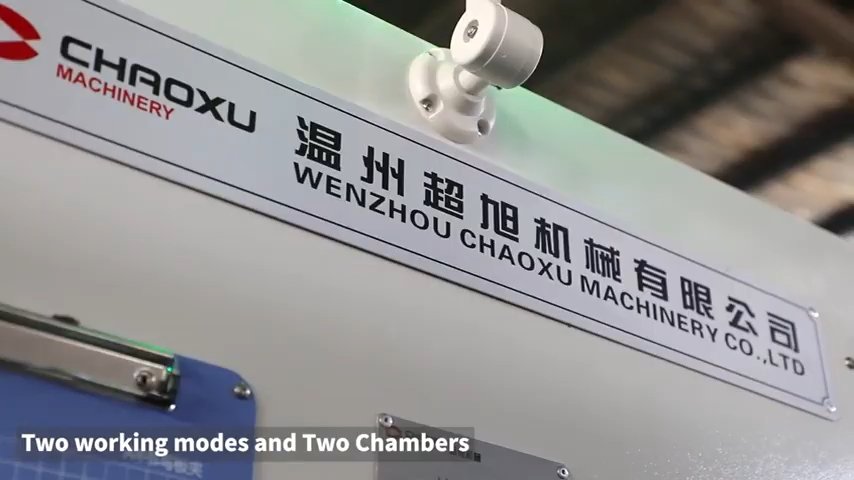 CHAOXU
MACHINERY
温州超旭机械有限公司
WENZHOU CHAOXU MACHINERY CO.,LTD
Two working modes and Two Chambers